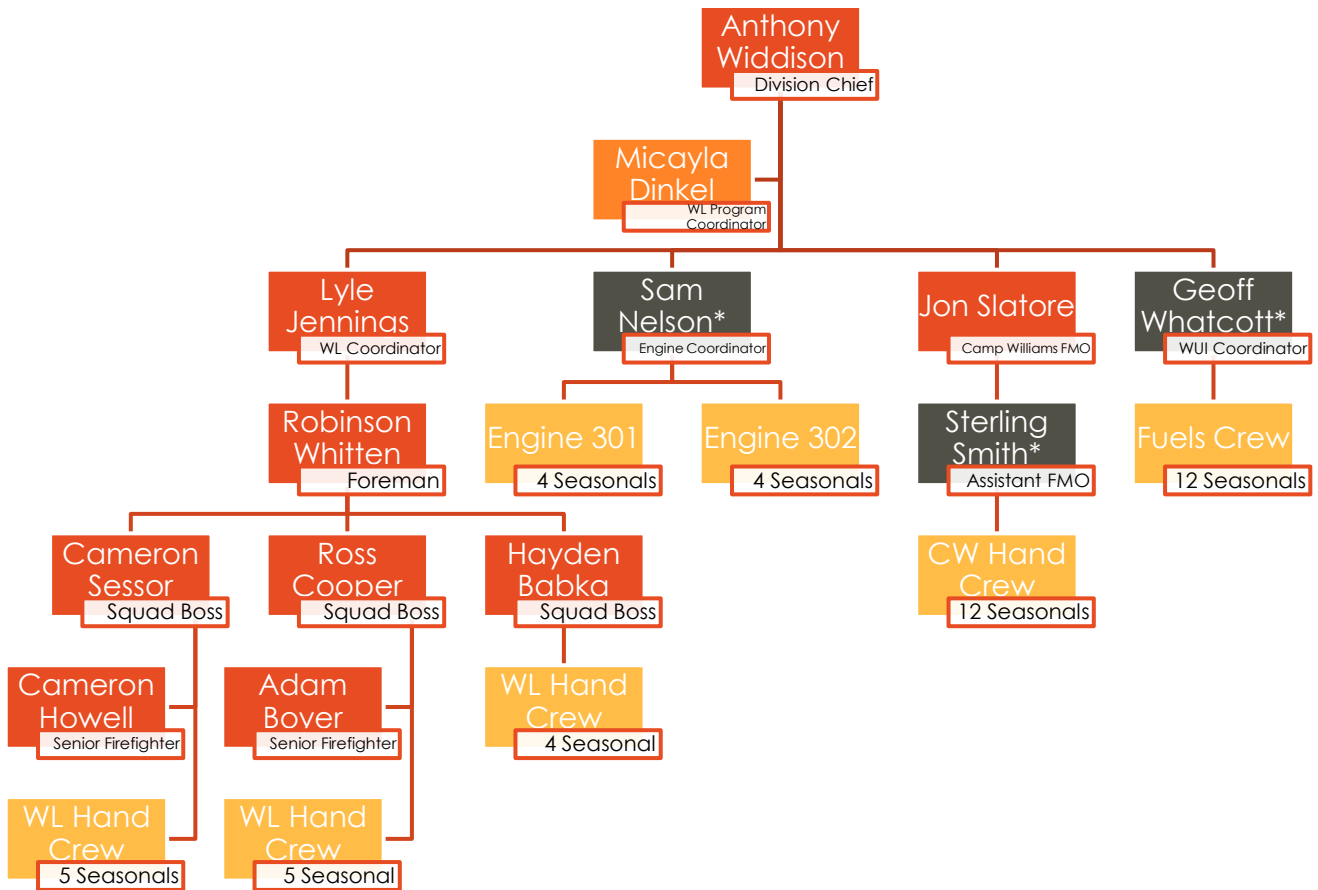 Anthony
Widdison
Division Chief
Micayla
Dinkel
WL Program
Coordinator
Lyle
Jennings
WL Coordinator
Sam
Nelson*
Engine Coordinator
Jon Slatore
Camp Williams FMO
Geoff
Whatcott*
WUI Coordinator
Robinson
Whitten
Foreman
Engine 301
4 Seasonals
Engine 302
4 Seasonals
Sterling
Smith*
Assistant FMO
Fuels Crew
12 Seasonals
Cameron
Sessor
Squad Boss
Ross
Cooper
Squad Boss
Hayden
Babka
Squad Boss
CW Hand
Crew
12 Seasonals
Cameron
Howell
Senior Firefighter
Adam
Bover
Senior Firefighter
WL Hand
Crew
4 Seasonal
WL Hand
Crew
5 Seasonals
WL Hand
Crew
5 Seasonal